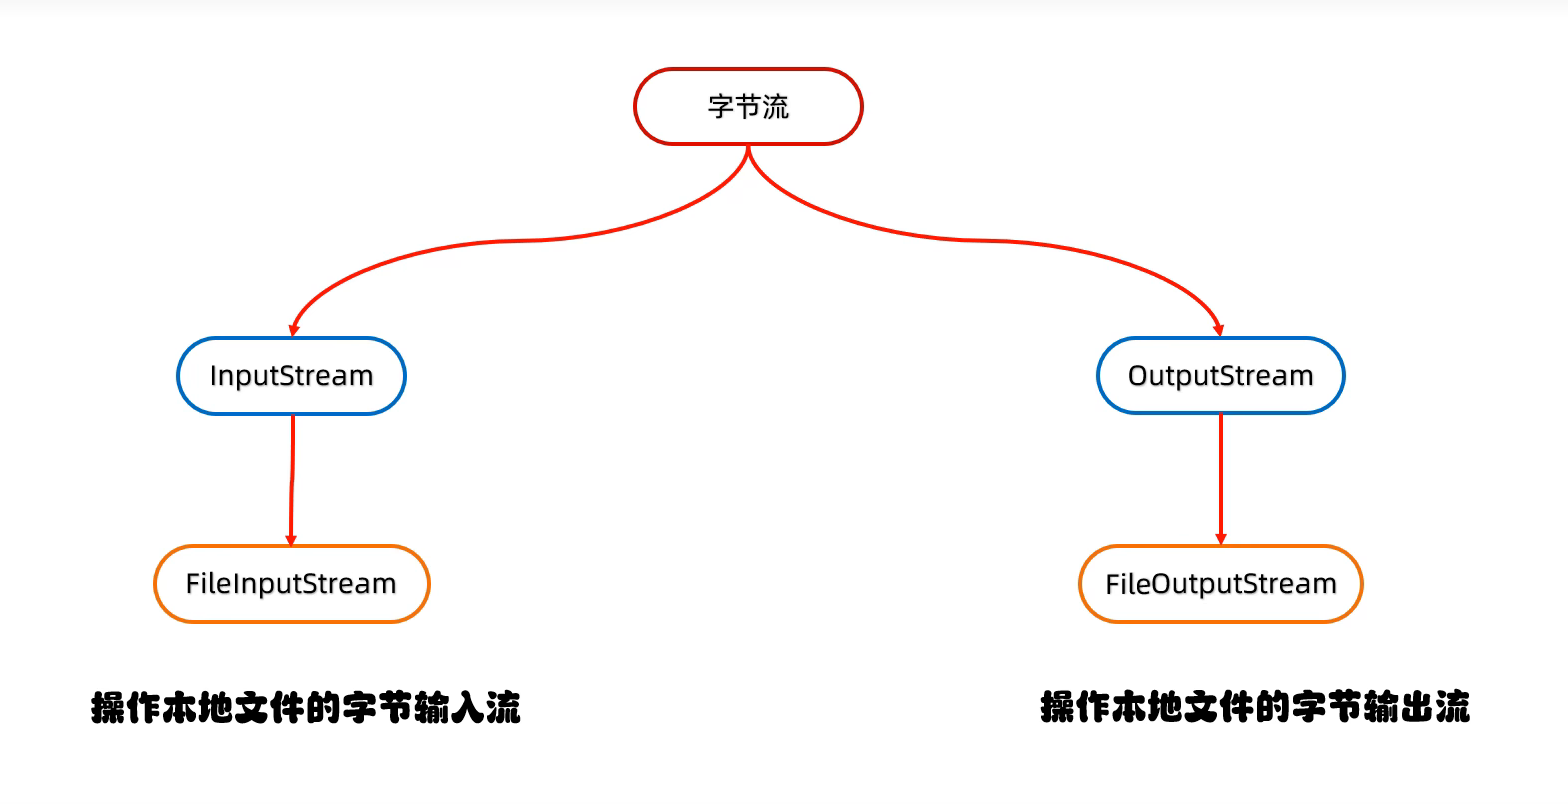 字节流
InputStream
OutputStream
FileInputStream
FileOutputStream
操作本地文件的字节输入流
操作本地文件的字节输出流